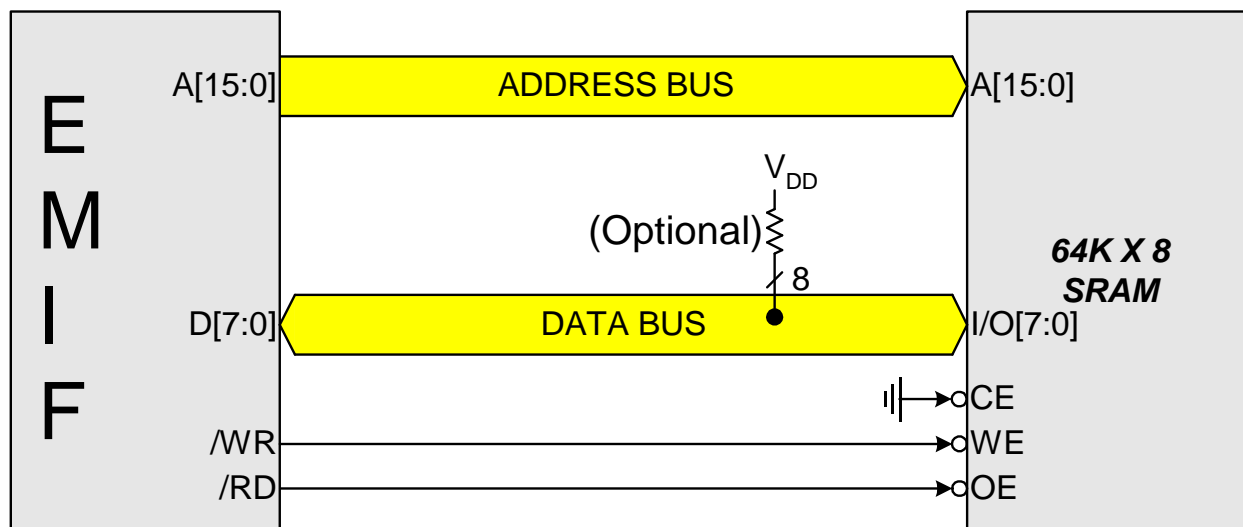 E
M
I
F
A[15:0]
ADDRESS BUS
A[15:0]
VDD
(Optional)
8
64K X 8
SRAM
D[7:0]
DATA BUS
I/O[7:0]
CE
/WR
WE
/RD
OE